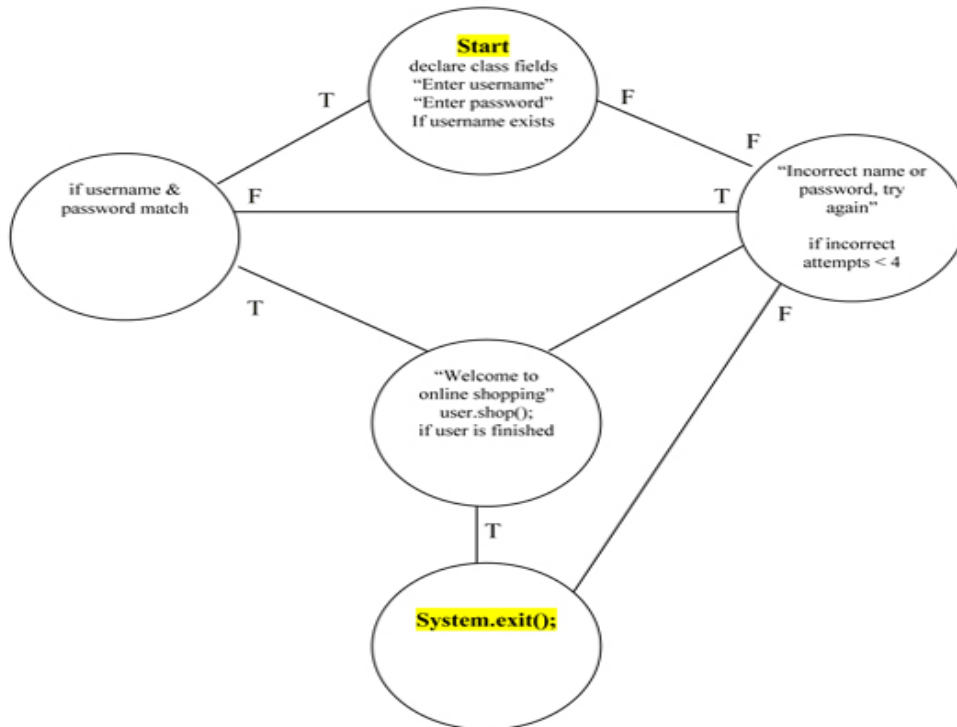 Start
declare class fields
“Enter username”
“Enter password”
If username exists
T
F
F
if username &
password match
F
T
“Incorrect name or
password, try
again”
if incorrect
attempts < 4
T
F
“Welcome to
online shopping”
user.shop();
if user is finished
T
System.exit();